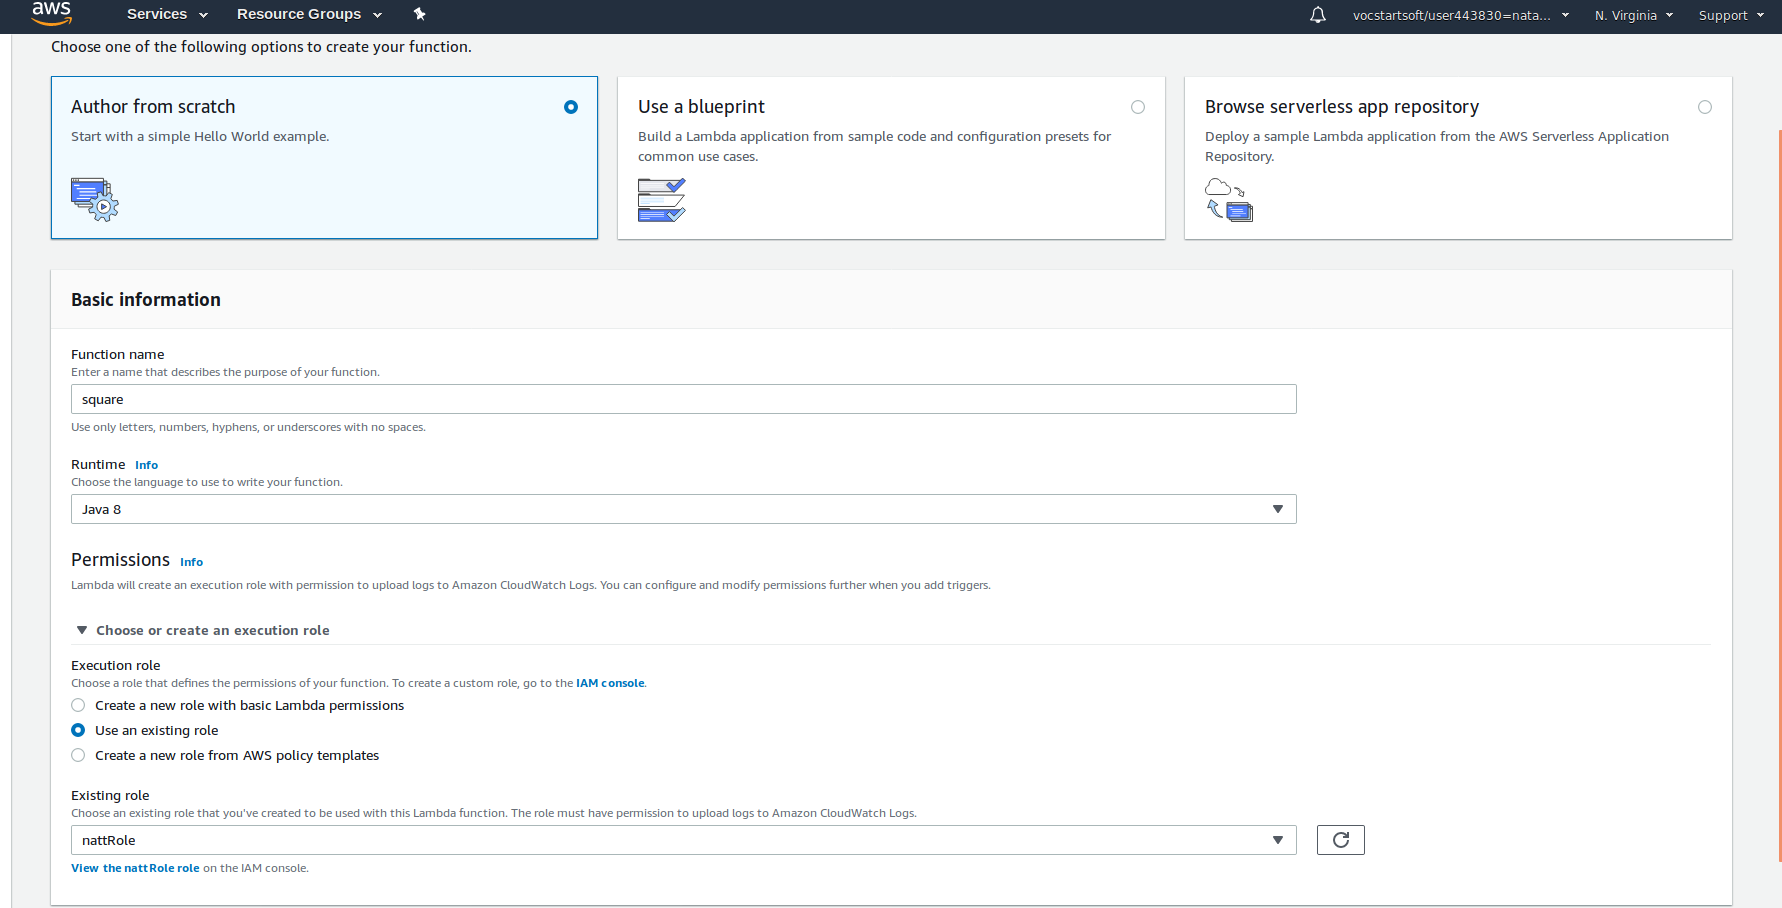 aws Services Resource Groups vocstartsoft/user443830=nata... N. Virginia Support
Choose one of the following options to create your function.
Author from scratch
Start with a simple Hello World example.
Use a blueprint
Build a Lambda application from sample code and configuration presets for
common use cases.
Browse serverless app repository
Deploy a sample Lambda application from the AWS Serverless Application
Repository.
Basic information
Function name
Enter a name that describes the purpose of your function.
square
Use only letters, numbers, hyphens, or underscores with no spaces.
Runtime Info
Choose the language to use to write your function.
Java 8
Permissions Info
Lambda will create an execution role with permission to upload logs to Amazon CloudWatch Logs. You can configure and modify permissions further when you add triggers.
Choose or create an execution role
Execution role
Choose a role that defines the permissions of your function. To create a custom role, go to the IAM console.
Create a new role with basic Lambda permissions
Use an existing role
Create a new role from AWS policy templates
Existing role
Choose an existing role that you've created to be used with this Lambda function. The role must have permission to upload logs to Amazon CloudWatch Logs.
nattRole
View the nattRole role on the IAM console.